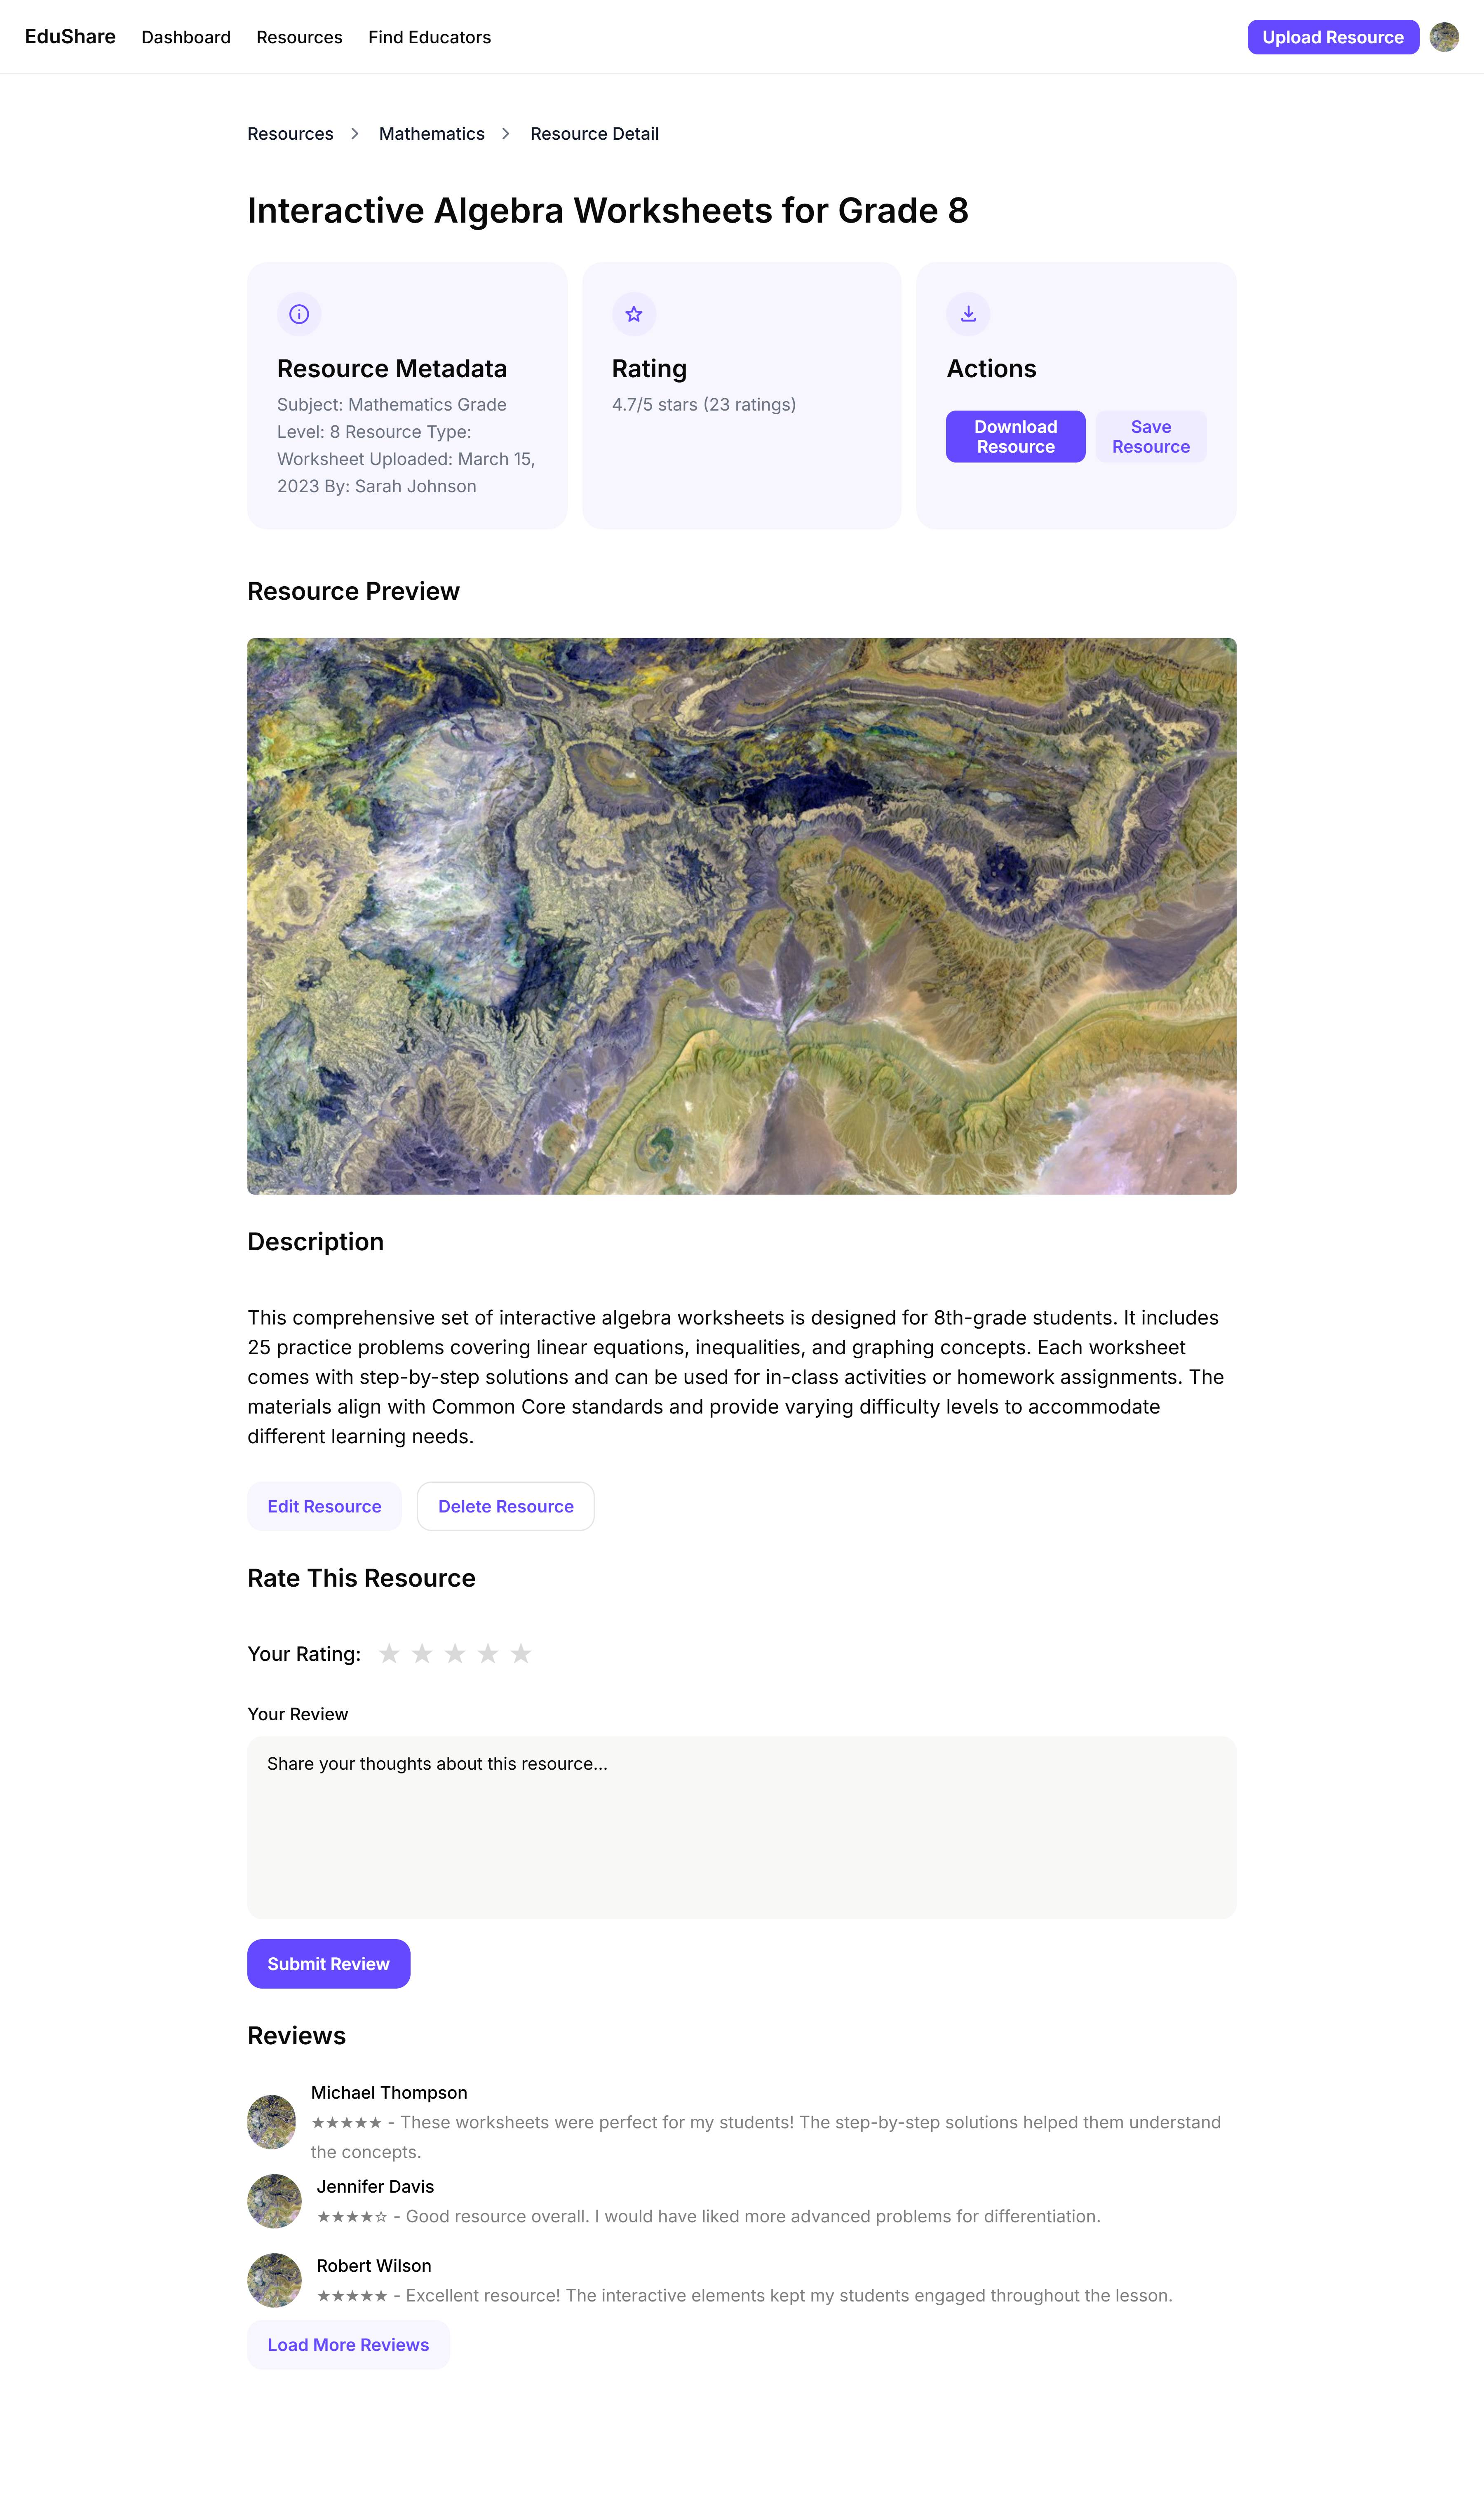 EduShare Dashboard Resources Find Educators Upload Resource
Resources Mathematics Resource Detail
Interactive Algebra Worksheets for Grade 8
Resource Metadata
Subject: Mathematics Grade
Level: 8 Resource Type:
Worksheet Uploaded: March 15,
2023 By: Sarah Johnson
Rating
4.7/5 stars (23 ratings)
Actions
Download
Resource
Save
Resource
Resource Preview
Description
This comprehensive set of interactive algebra worksheets is designed for 8th-grade students. It includes
25 practice problems covering linear equations, inequalities, and graphing concepts. Each worksheet
comes with step-by-step solutions and can be used for in-class activities or homework assignments. The
materials align with Common Core standards and provide varying difficulty levels to accommodate
different learning needs.
Edit Resource Delete Resource
Rate This Resource
Your Rating: ★ ★ ★ ★ ★
Your Review
Share your thoughts about this resource...
Submit Review
Reviews
Michael Thompson
★★★★★ - These worksheets were perfect for my students! The step-by-step solutions helped them understand
the concepts.
Jennifer Davis
★★★★☆ - Good resource overall. I would have liked more advanced problems for differentiation.
Robert Wilson
★★★★★ - Excellent resource! The interactive elements kept my students engaged throughout the lesson.
Load More Reviews